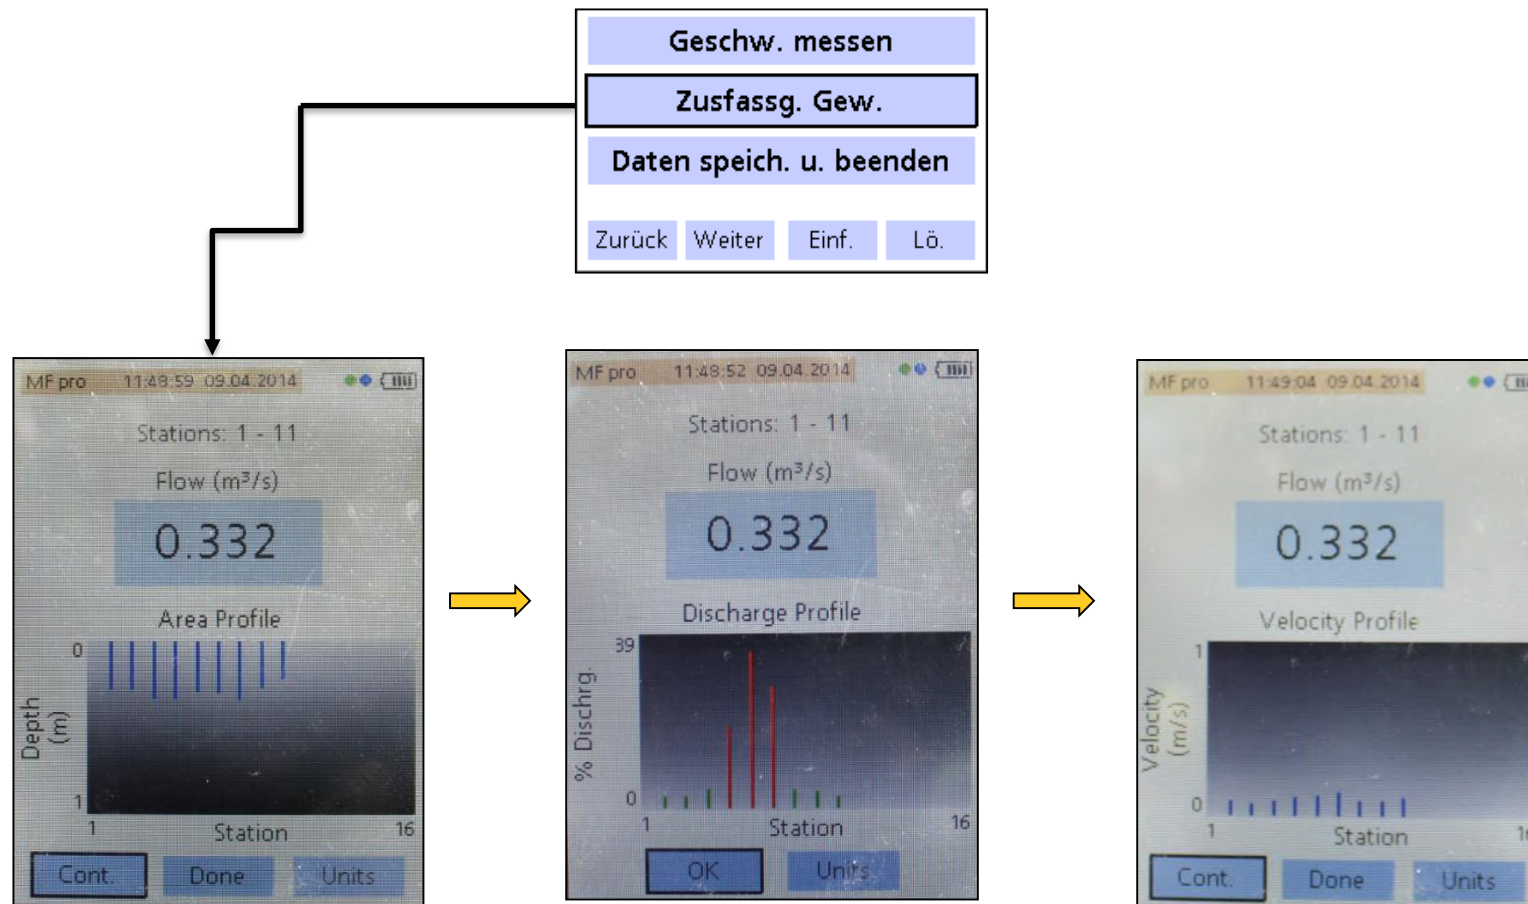 Geschw. messen
Zusfassg. Gew.
Daten speich. u. beenden
Zurück Weiter Einf. Lö.
MF pro 11:48:59 09.04.2014
Stations: 1 - 11
Flow (m³/s)
0.332
Area Profile
0
Depth
(m)
1
1 Station 16
Cont. Done Units
MF pro 11:48:52 09.04.2014
Stations: 1 - 11
Flow (m³/s)
0.332
Discharge Profile
39
% Dischrg.
0
1 Station 16
OK Units
MF pro 11:49:04 09.04.2014
Stations: 1 - 11
Flow (m³/s)
0.332
Velocity Profile
1
Velocity
(m/s)
0
1 Station 16
Cont. Done Units